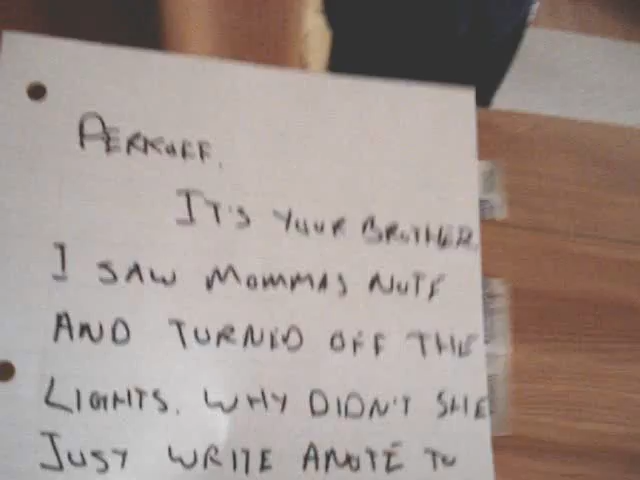 PERKOFF.
IT'S YOUR BROTHER.
I SAW MOMMAS NOTE
AND TURNED OFF THE
LIGHTS. WHY DIDN'T SHE
JUST WRITE A NOTE TO